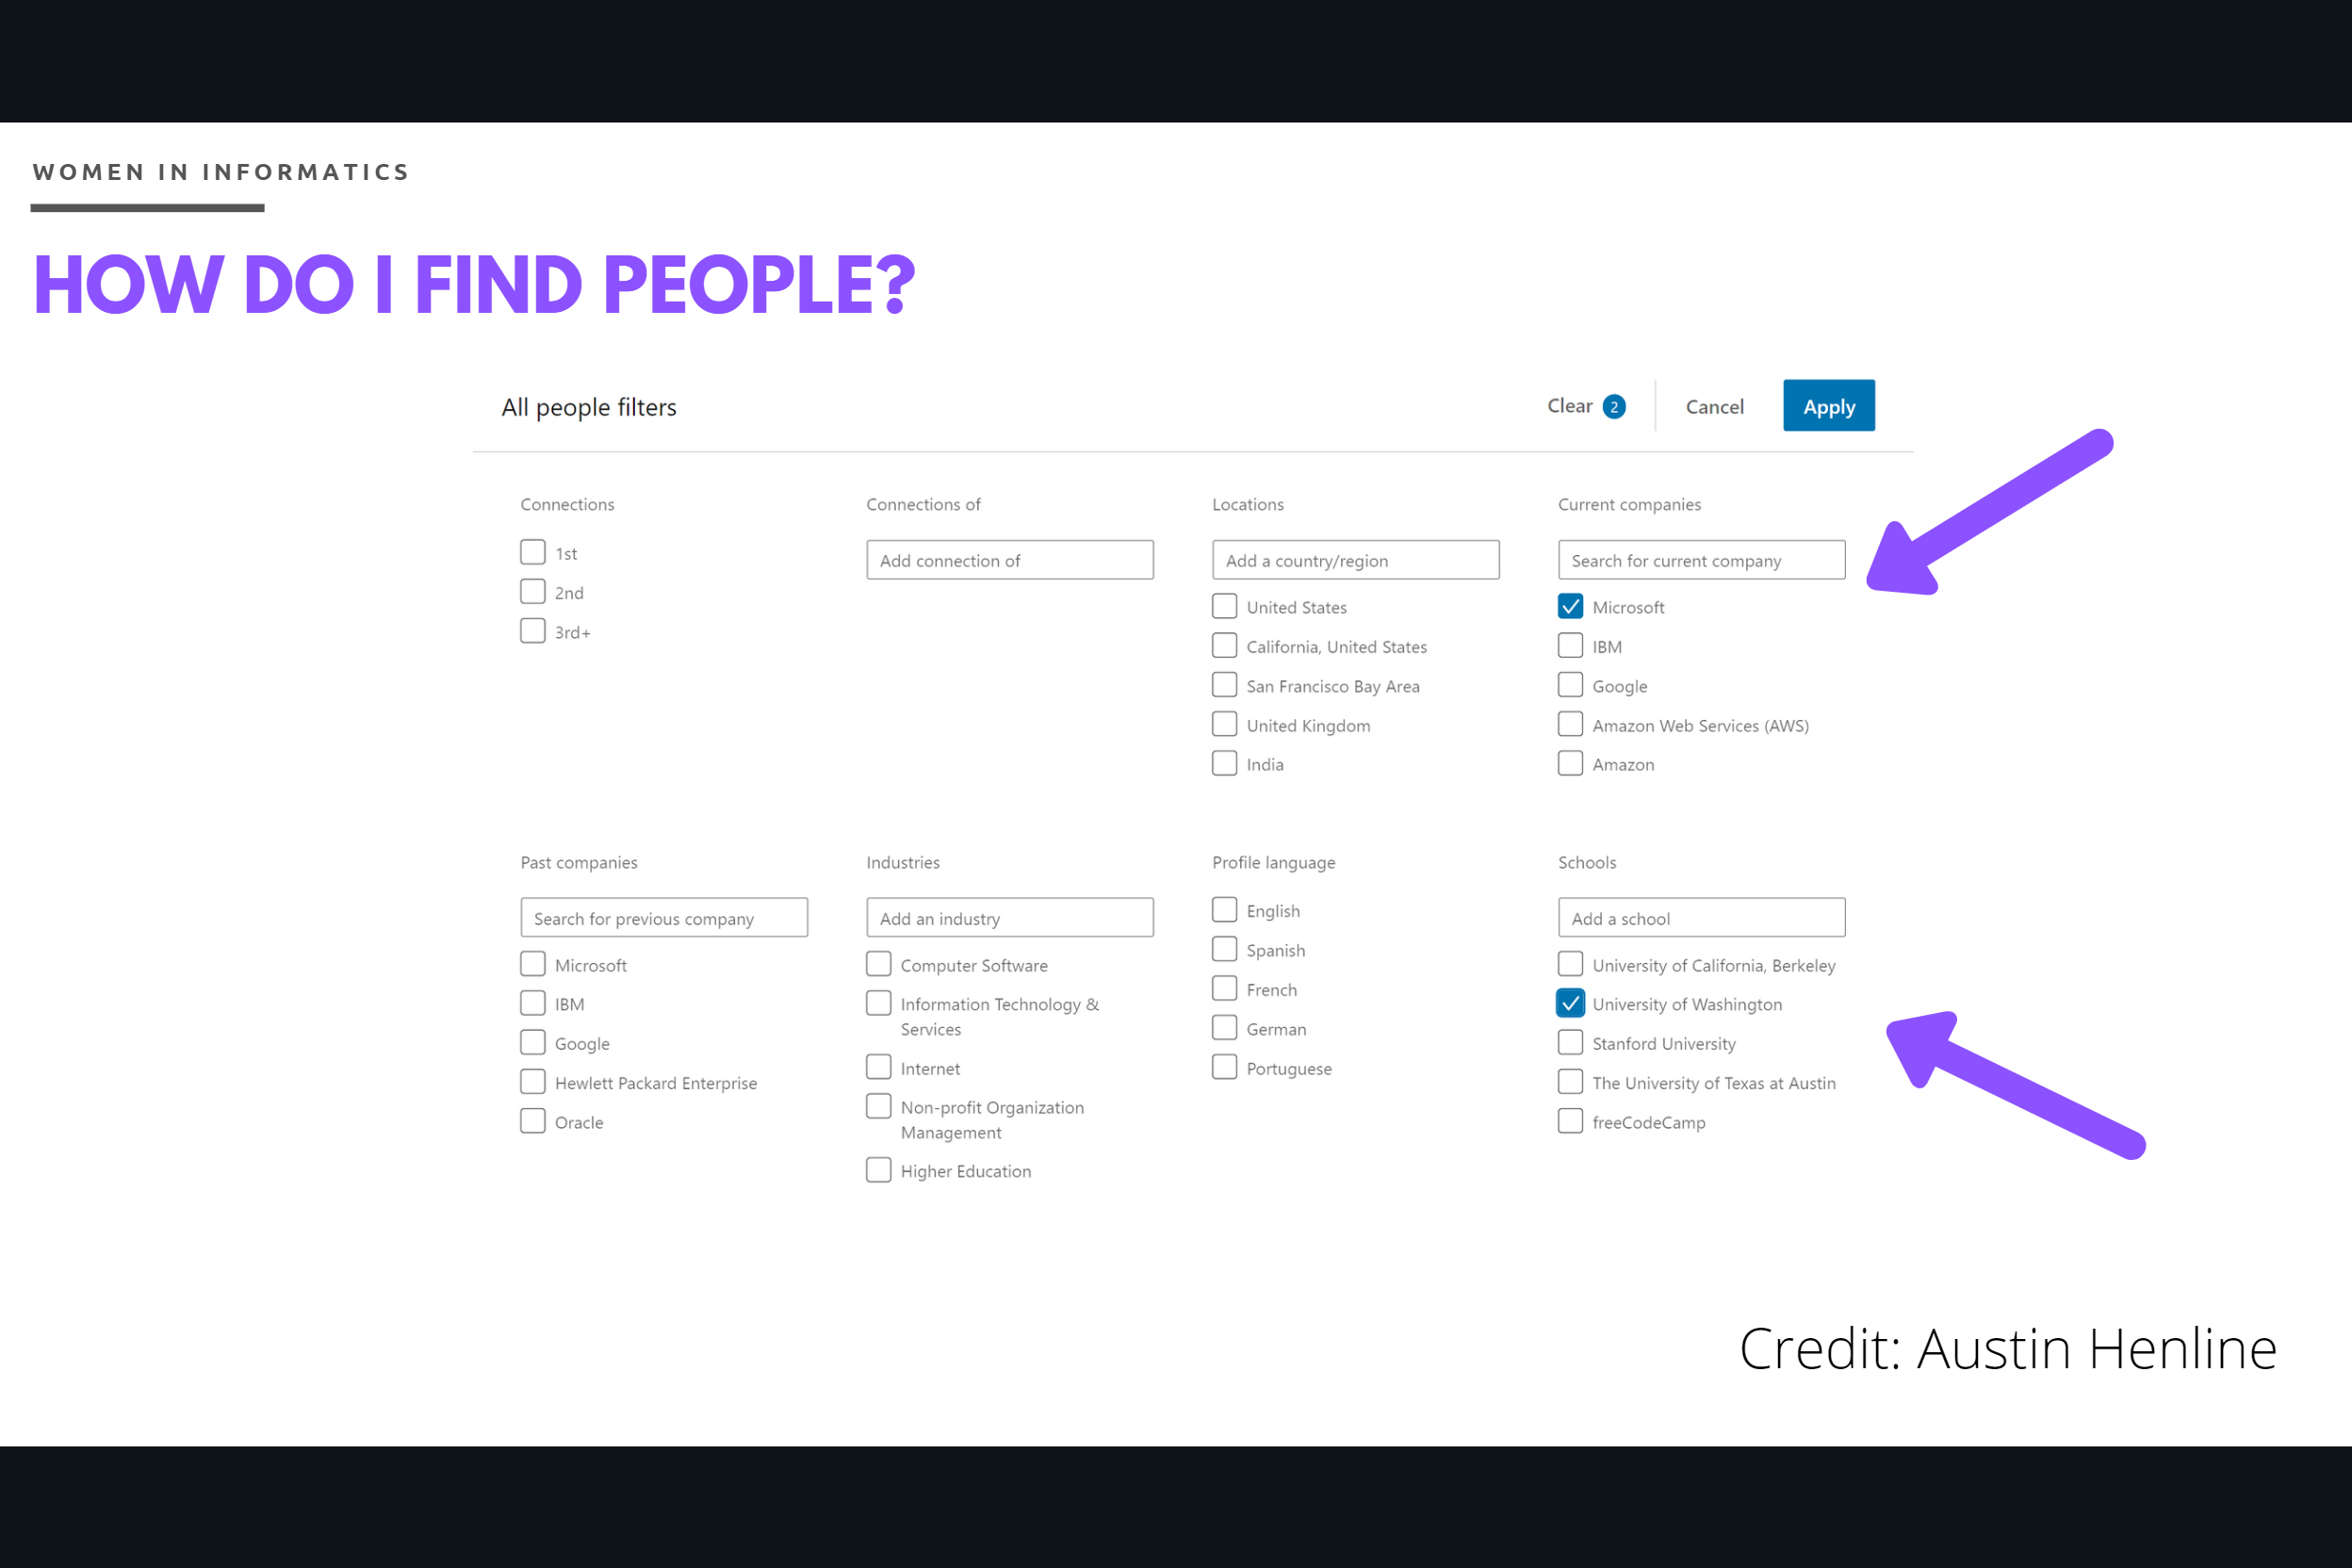 WOMEN IN INFORMATICS
HOW DO I FIND PEOPLE?
All people filters
Clear 2
Cancel
Apply
Connections
1st
2nd
3rd+
Connections of
Add connection of
Locations
Add a country/region
United States
California, United States
San Francisco Bay Area
United Kingdom
India
Current companies
Search for current company
Microsoft
IBM
Google
Amazon Web Services (AWS)
Amazon
Past companies
Search for previous company
Microsoft
IBM
Google
Hewlett Packard Enterprise
Oracle
Industries
Add an industry
Computer Software
Information Technology &
Services
Internet
Non-profit Organization
Management
Higher Education
Profile language
English
Spanish
French
German
Portuguese
Schools
Add a school
University of California, Berkeley
University of Washington
Stanford University
The University of Texas at Austin
freeCodeCamp
Credit: Austin Henline